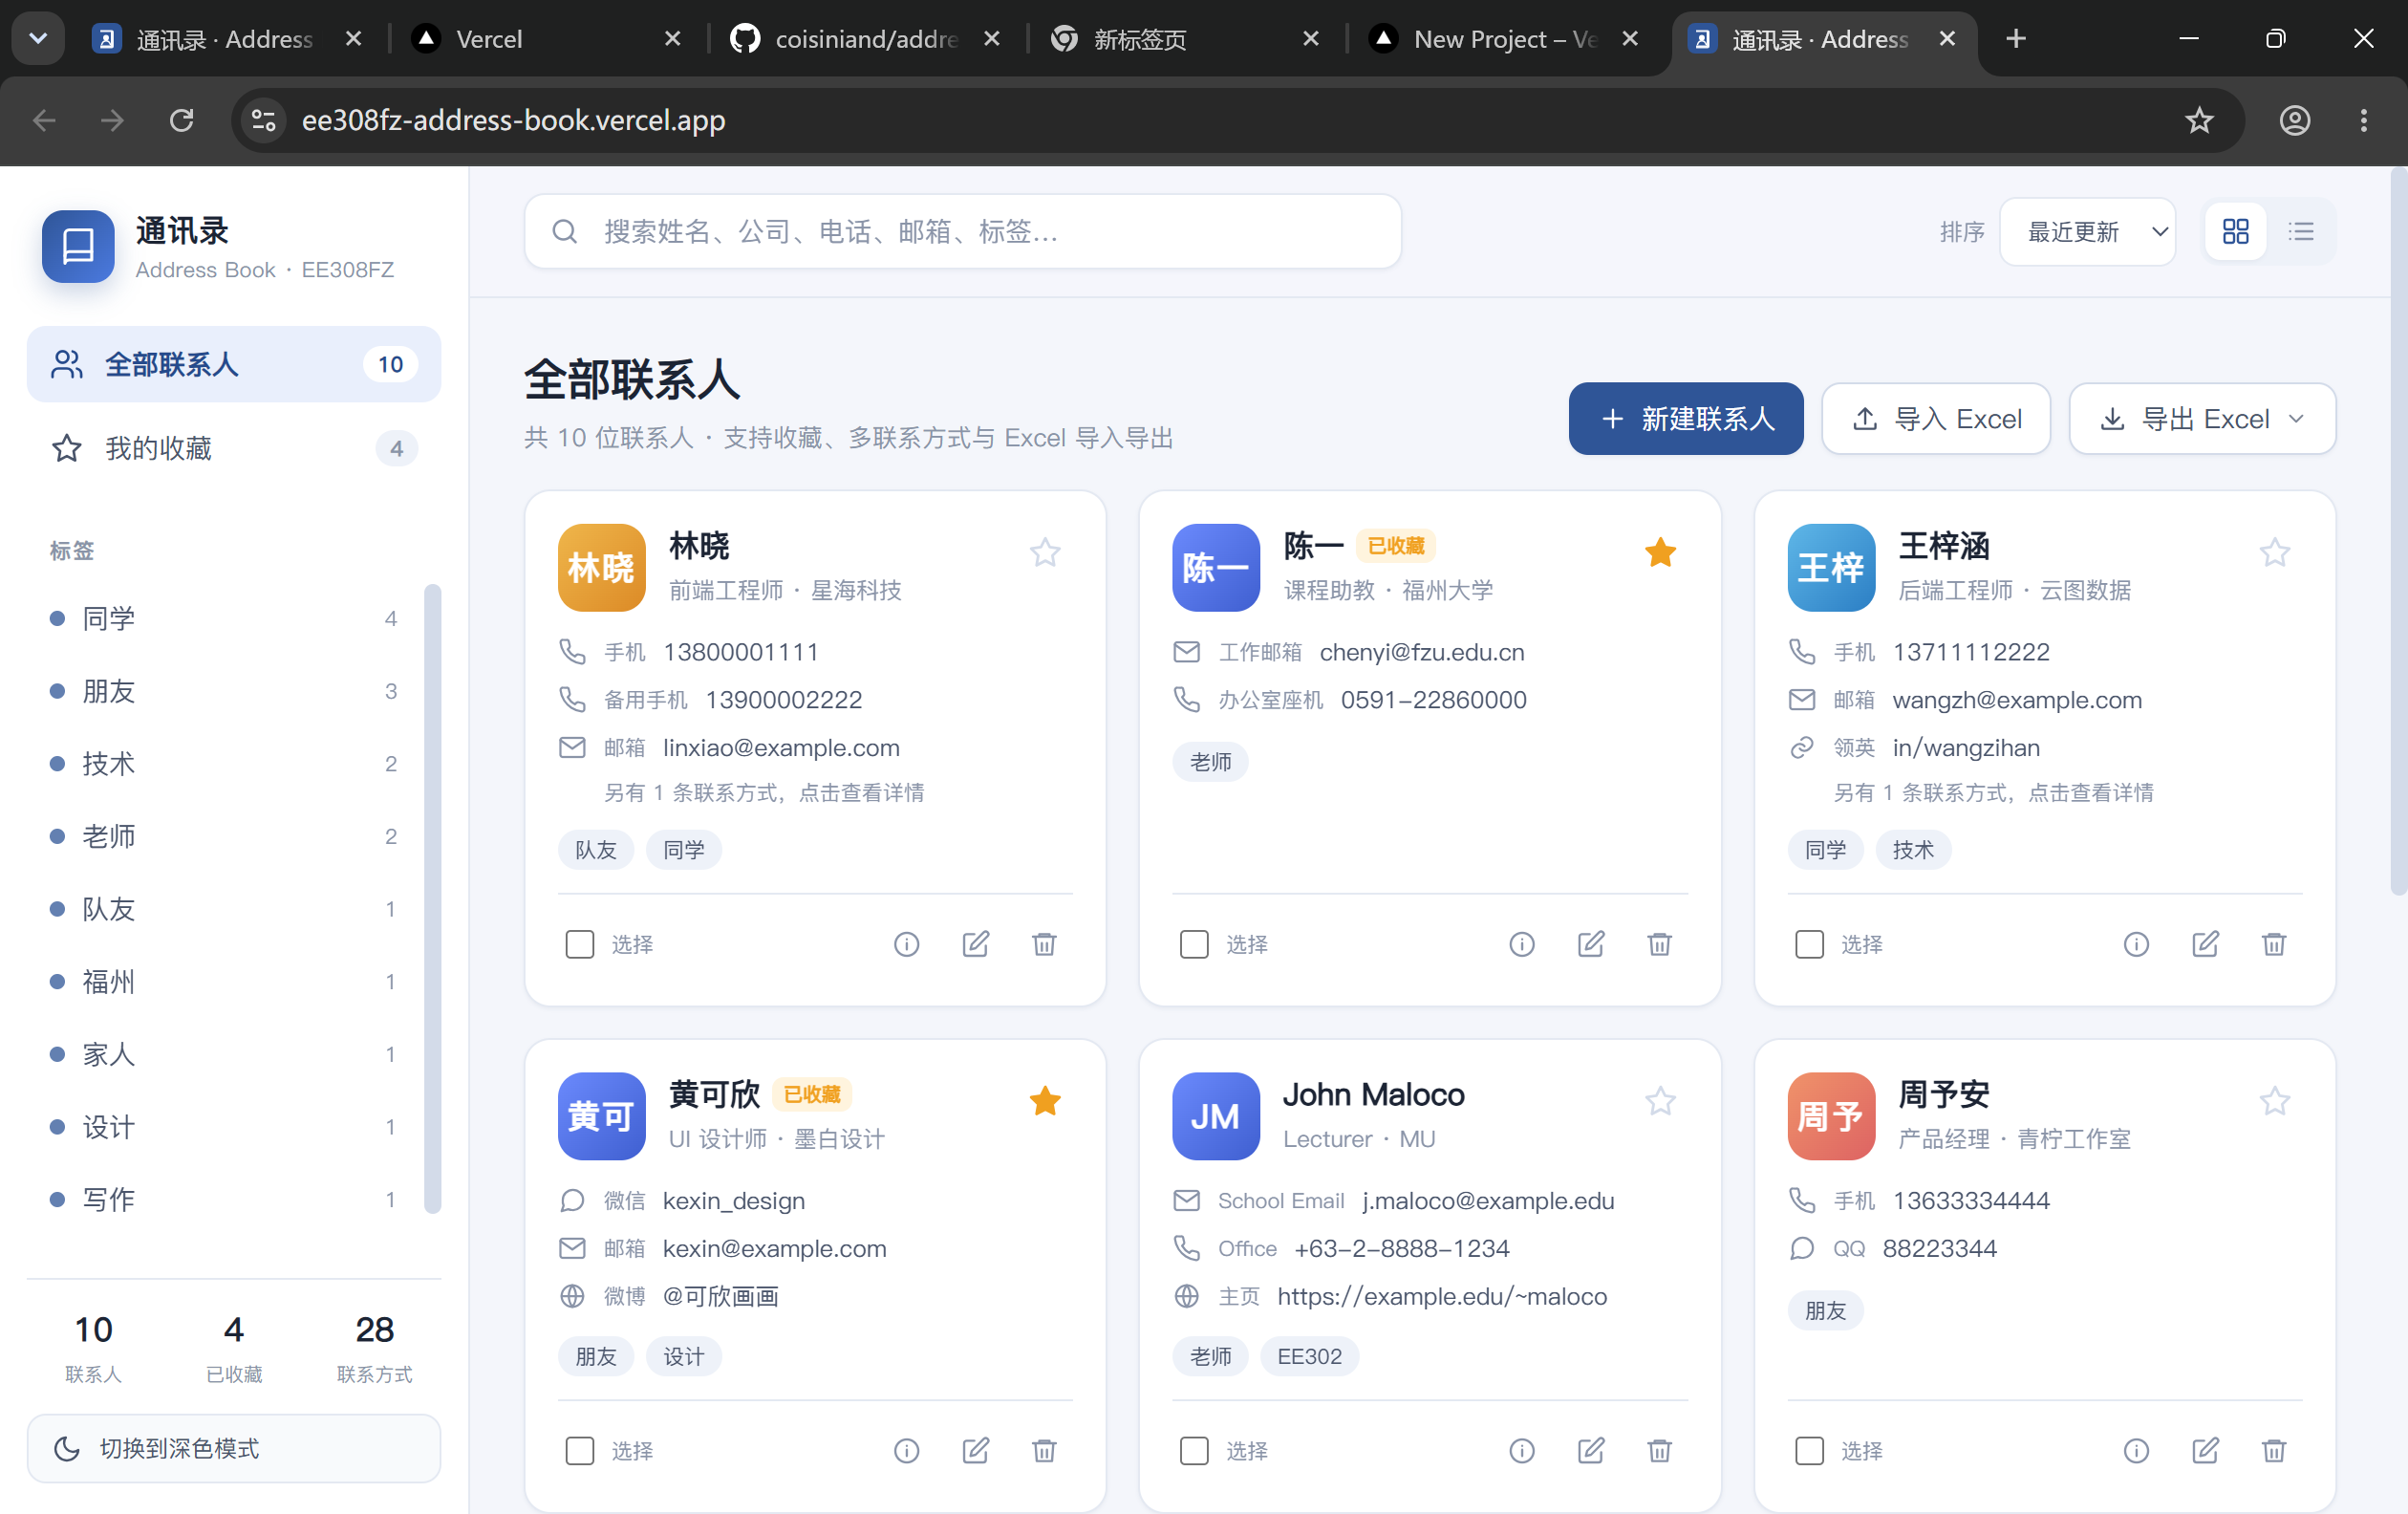 通讯录 · Address
Vercel
coisiniand/addre
新标签页
New Project – Ve
通讯录 · Address
ee308fz-address-book.vercel.app
通讯录
Address Book · EE308FZ
全部联系人 10
我的收藏 4
标签
同学 4
朋友 3
技术 2
老师 2
队友 1
福州 1
家人 1
设计 1
写作 1
10 4 28
联系人 已收藏 联系方式
切换到深色模式
搜索姓名、公司、电话、邮箱、标签...
排序 最近更新
全部联系人
共 10 位联系人 · 支持收藏、多联系方式与 Excel 导入导出
新建联系人 导入 Excel 导出 Excel
林晓
林晓
前端工程师 · 星海科技
手机 13800001111
备用手机 13900002222
邮箱 linxiao@example.com
另有 1 条联系方式，点击查看详情
队友 同学
选择
陈一
陈一 已收藏
课程助教 · 福州大学
工作邮箱 chenyi@fzu.edu.cn
办公室座机 0591-22860000
老师
选择
王梓
王梓涵
后端工程师 · 云图数据
手机 13711112222
邮箱 wangzh@example.com
领英 in/wangzihan
另有 1 条联系方式，点击查看详情
同学 技术
选择
黄可
黄可欣 已收藏
UI 设计师 · 墨白设计
微信 kexin_design
邮箱 kexin@example.com
微博 @可欣画画
朋友 设计
选择
JM
John Maloco
Lecturer · MU
School Email j.maloco@example.edu
Office +63-2-8888-1234
主页 https://example.edu/~maloco
老师 EE302
选择
周予
周予安
产品经理 · 青柠工作室
手机 13633334444
QQ 88223344
朋友
选择